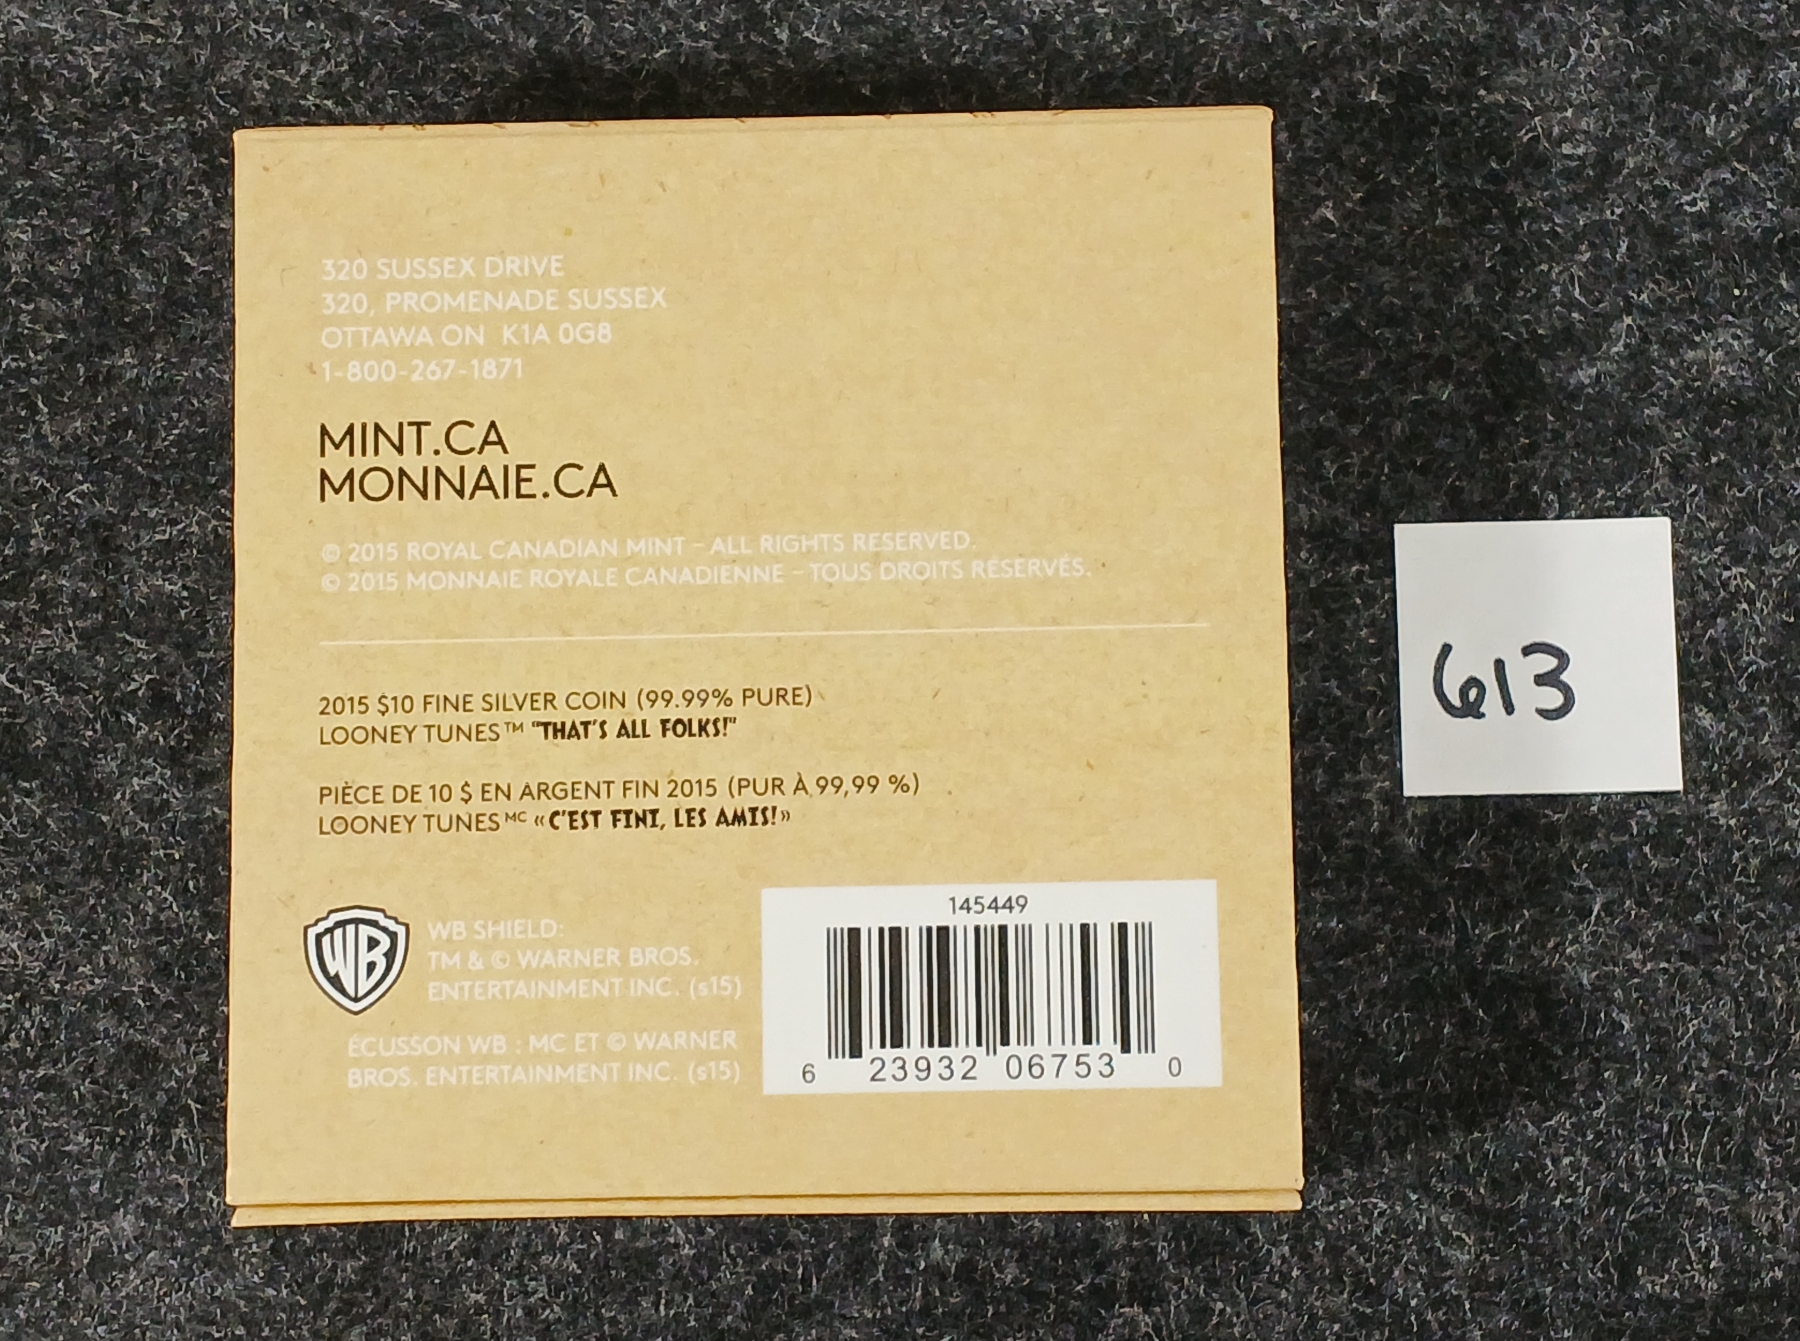 320 SUSSEX DRIVE
320, PROMENADE SUSSEX
OTTAWA ON K1A 0G8
1-800-267-1871
MINT.CA
MONNAIE.CA
© 2015 ROYAL CANADIAN MINT – ALL RIGHTS RESERVED.
© 2015 MONNAIE ROYALE CANADIENNE – TOUS DROITS RÉSERVÉS.
2015 $10 FINE SILVER COIN (99.99% PURE)
LOONEY TUNES™ "THAT'S ALL FOLKS!"
PIÈCE DE 10 $ EN ARGENT FIN 2015 (PUR À 99,99 %)
LOONEY TUNES MC «C'EST FINI, LES AMIS!»
WB
WB SHIELD:
TM & © WARNER BROS.
ENTERTAINMENT INC. (s15)
ÉCUSSON WB : MC ET © WARNER
BROS. ENTERTAINMENT INC. (s15)
145449
6 23932 06753 0
613